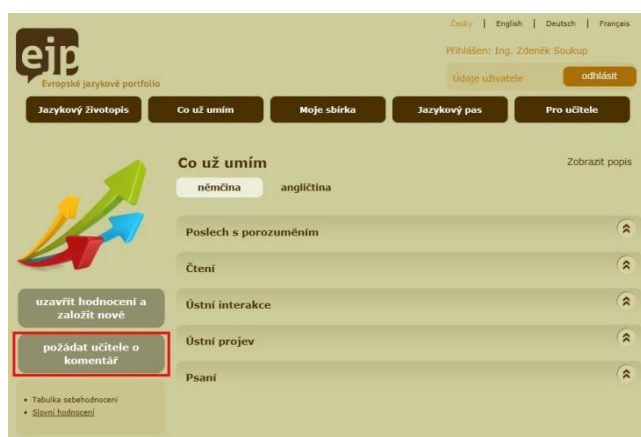 Česky | English | Deutsch | Français
ejp
Evropské jazykové portfolio
Přihlášen: Ing. Zdeněk Soukup
Údaje uživatele
odhlásit
Jazykový životopis
Co už umím
Moje sbírka
Jazykový pas
Pro učitele
Co už umím
Zobrazit popis
němčina
angličtina
Poslech s porozuměním
Čtení
Ústní interakce
Ústní projev
Psaní
uzavřít hodnocení a
založit nové
požádat učitele o
komentář
• Tabulka sebehodnocení
• Slovní hodnocení